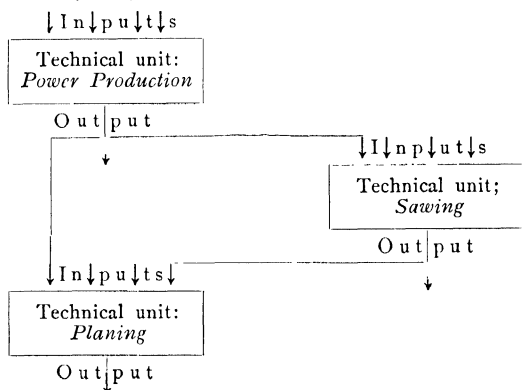 Inputs
Technical unit:
Power Production
Output
Inputs
Technical unit;
Sawing
Output
Inputs
Technical unit:
Planing
Output